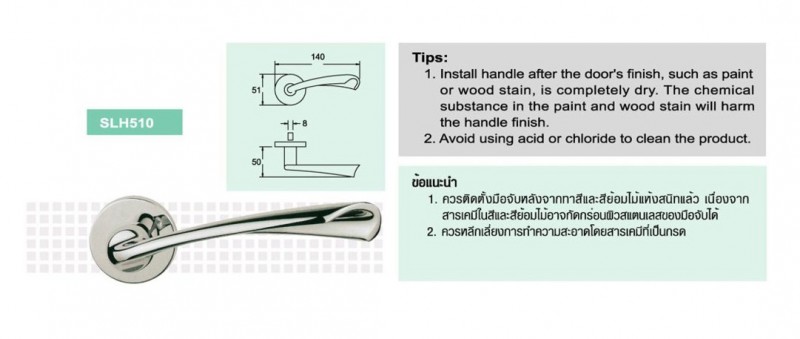 SLH510
140
51
8
50
Tips:
1. Install handle after the door's finish, such as paint
or wood stain, is completely dry. The chemical
substance in the paint and wood stain will harm
the handle finish.
2. Avoid using acid or chloride to clean the product.
ข้อแนะนำ
1. ควรติดตั้งมือจับหลังจากทาสีและสีย้อมไม้แห้งสนิทแล้ว เนื่องจาก
สารเคมีในสีและสีย้อมไม้อาจกัดกร่อนผิวสแตนเลสของมือจับได้
2. ควรหลีกเลี่ยงการทำความสะอาดโดยสารเคมีที่เป็นกรด